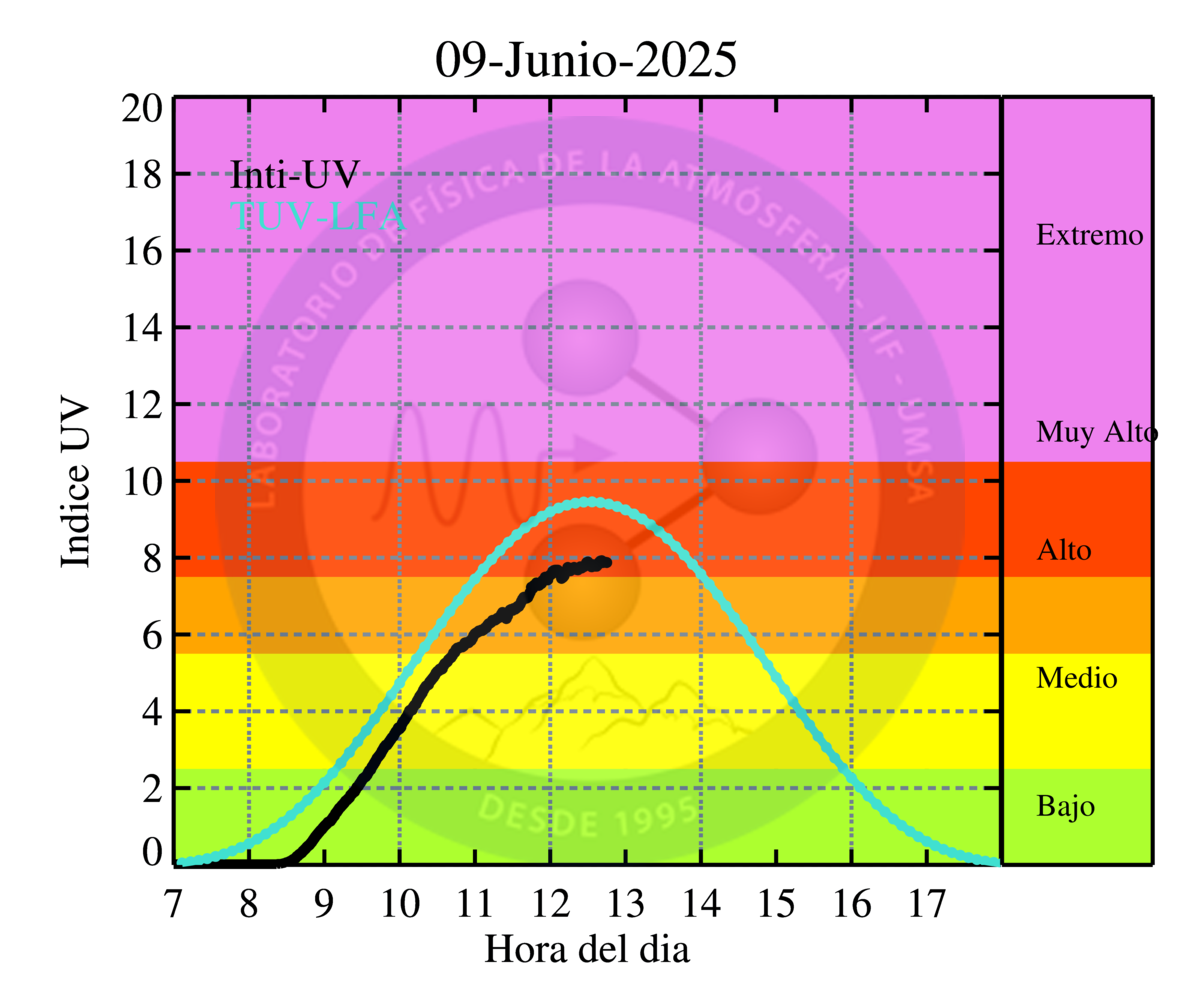 09-Junio-2025
20
18
16
14
12
10
8
6
4
2
0
Indice UV
Inti-UV
TUV-LFA
LABORATORIO DE FÍSICA DE LA ATMÓSFERA - IIF - UMSA
DESDE 1995
Extremo
Muy Alto
Alto
Medio
Bajo
7 8 9 10 11 12 13 14 15 16 17
Hora del dia